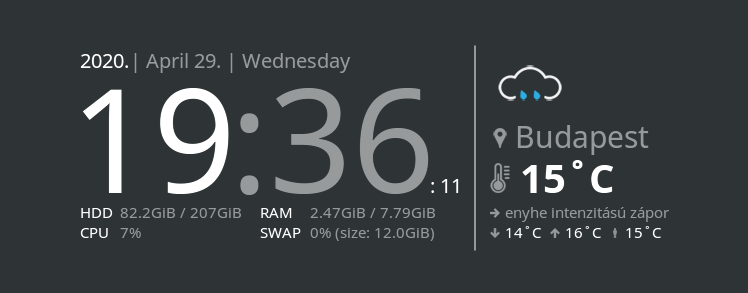 2020.| April 29. | Wednesday
19:36: 11
HDD 82.2GiB / 207GiB RAM 2.47GiB / 7.79GiB
CPU 7% SWAP 0% (size: 12.0GiB)
Budapest
15˚C
enyhe intenzitású zápor
14˚C 16˚C 15˚C